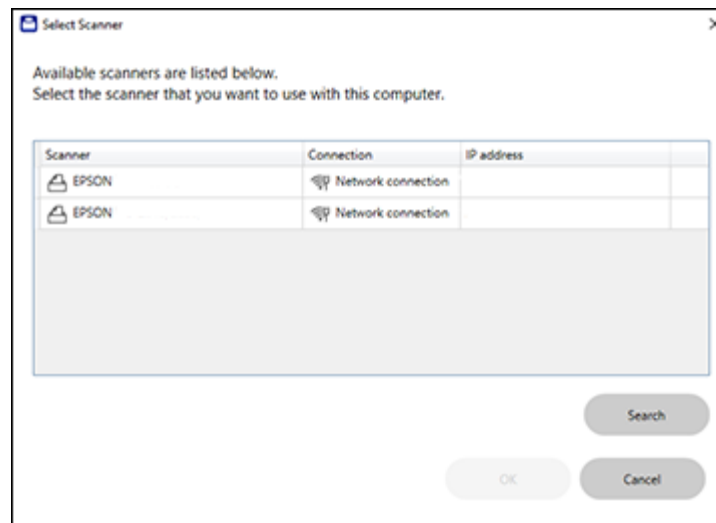 Select Scanner
Available scanners are listed below.
Select the scanner that you want to use with this computer.
Scanner Connection IP address
EPSON Network connection
EPSON Network connection
Search
OK Cancel